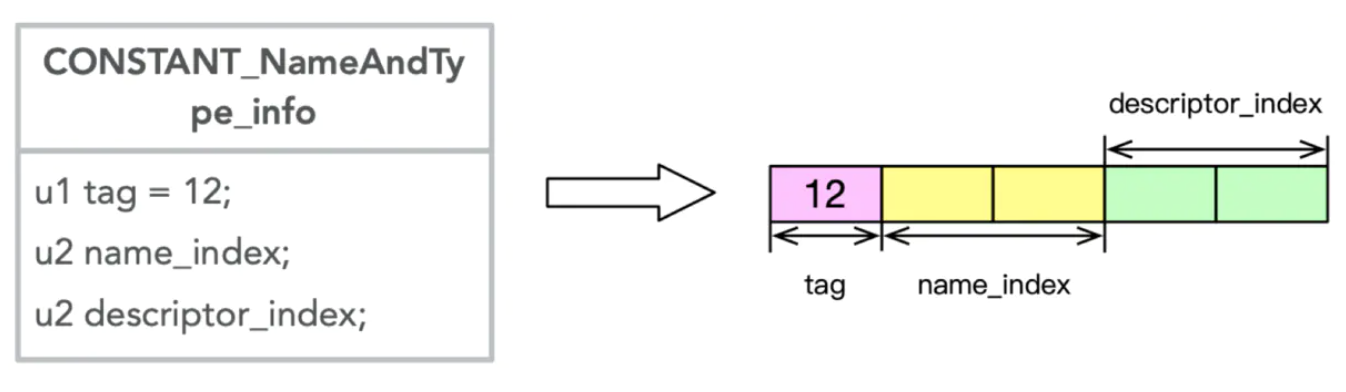 CONSTANT_NameAndTy
pe_info
u1 tag = 12;
u2 name_index;
u2 descriptor_index;
descriptor_index
12
tag
name_index